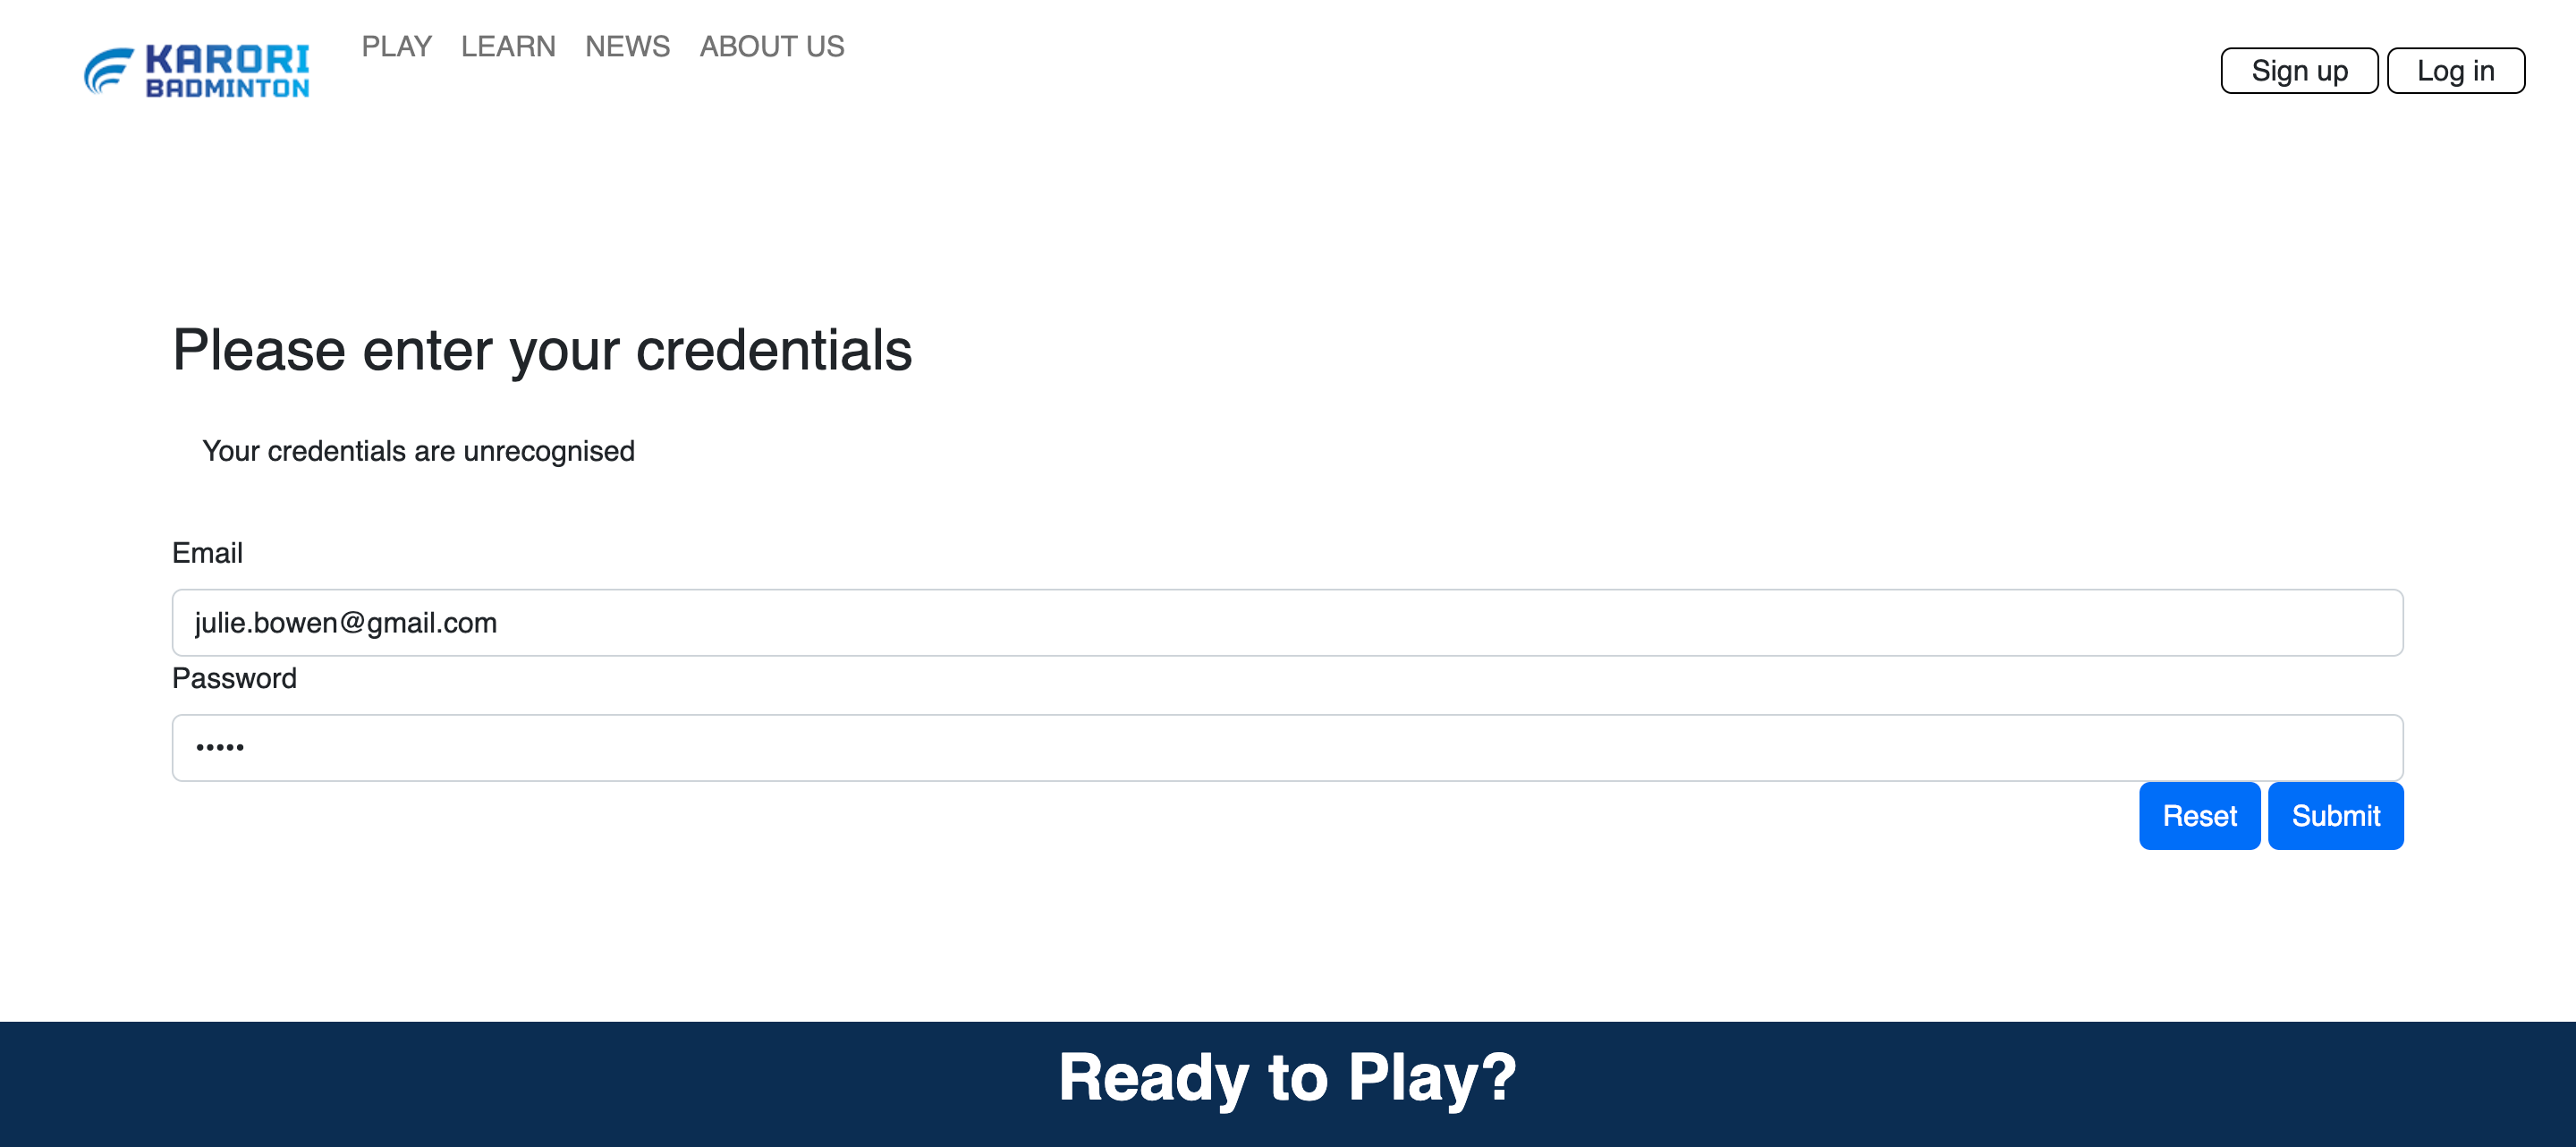 KARORI
BADMINTON
PLAY LEARN NEWS ABOUT US
Sign up Log in
Please enter your credentials
Your credentials are unrecognised
Email
julie.bowen@gmail.com
Password
•••••
Reset Submit
Ready to Play?